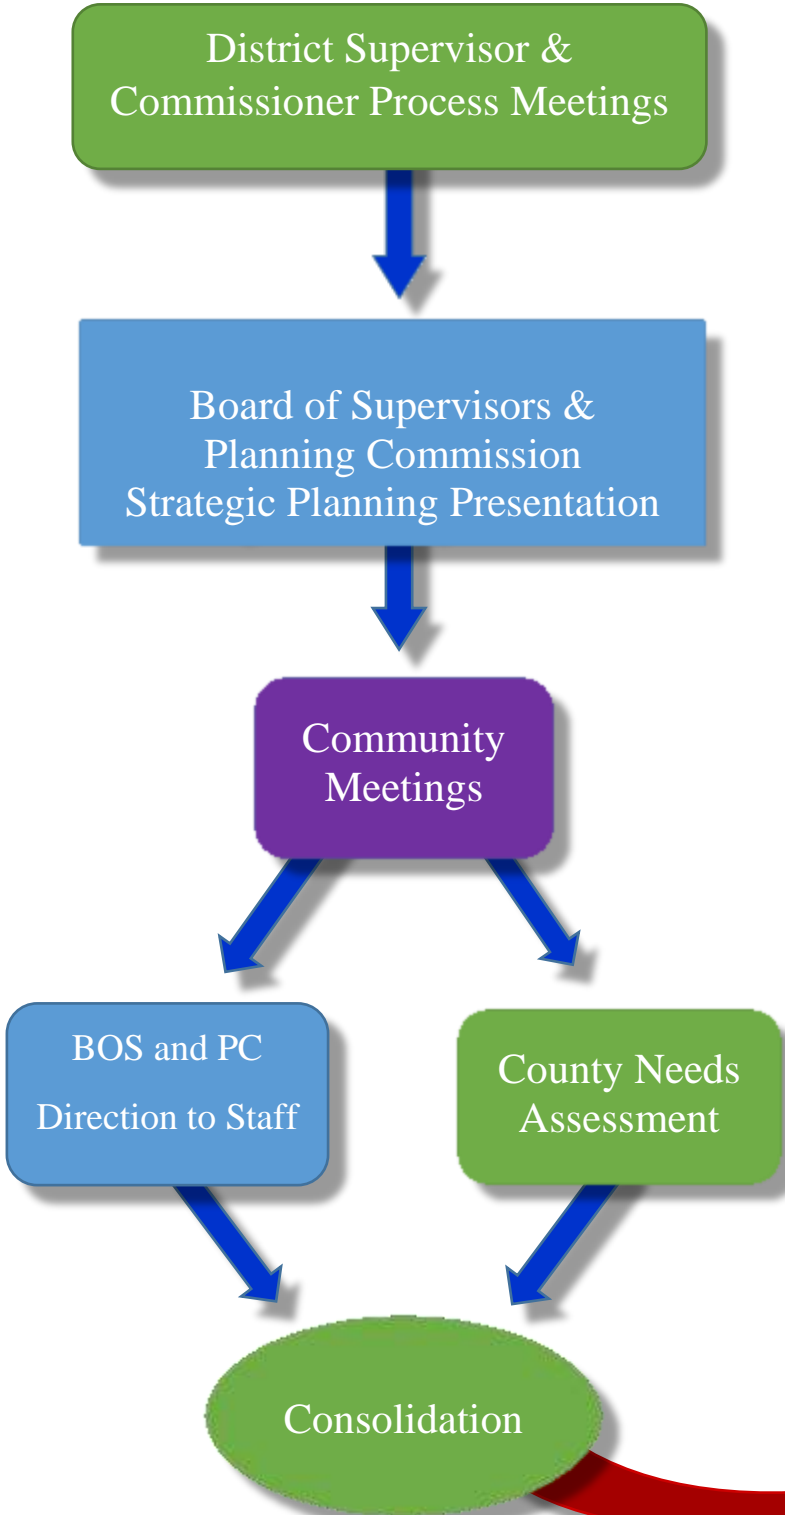 District Supervisor &
Commissioner Process Meetings
Board of Supervisors &
Planning Commission
Strategic Planning Presentation
Community
Meetings
BOS and PC
Direction to Staff
County Needs
Assessment
Consolidation